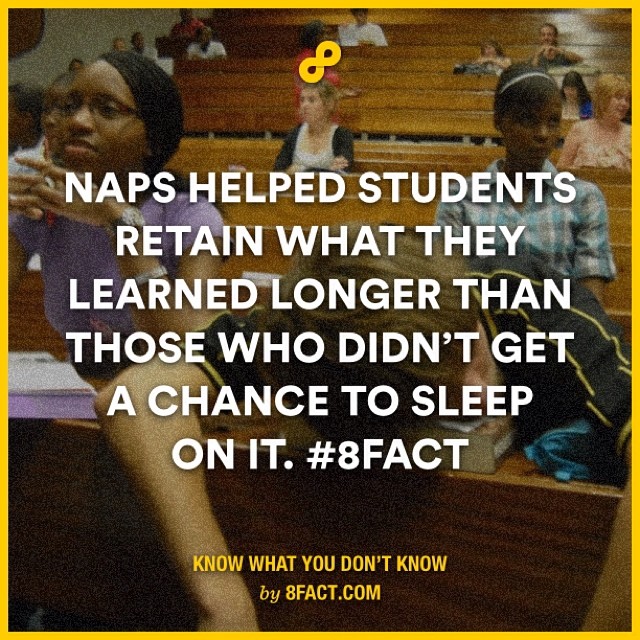 NAPS HELPED STUDENTS
RETAIN WHAT THEY
LEARNED LONGER THAN
THOSE WHO DIDN'T GET
A CHANCE TO SLEEP
ON IT. #8FACT
KNOW WHAT YOU DON'T KNOW
by 8FACT.COM